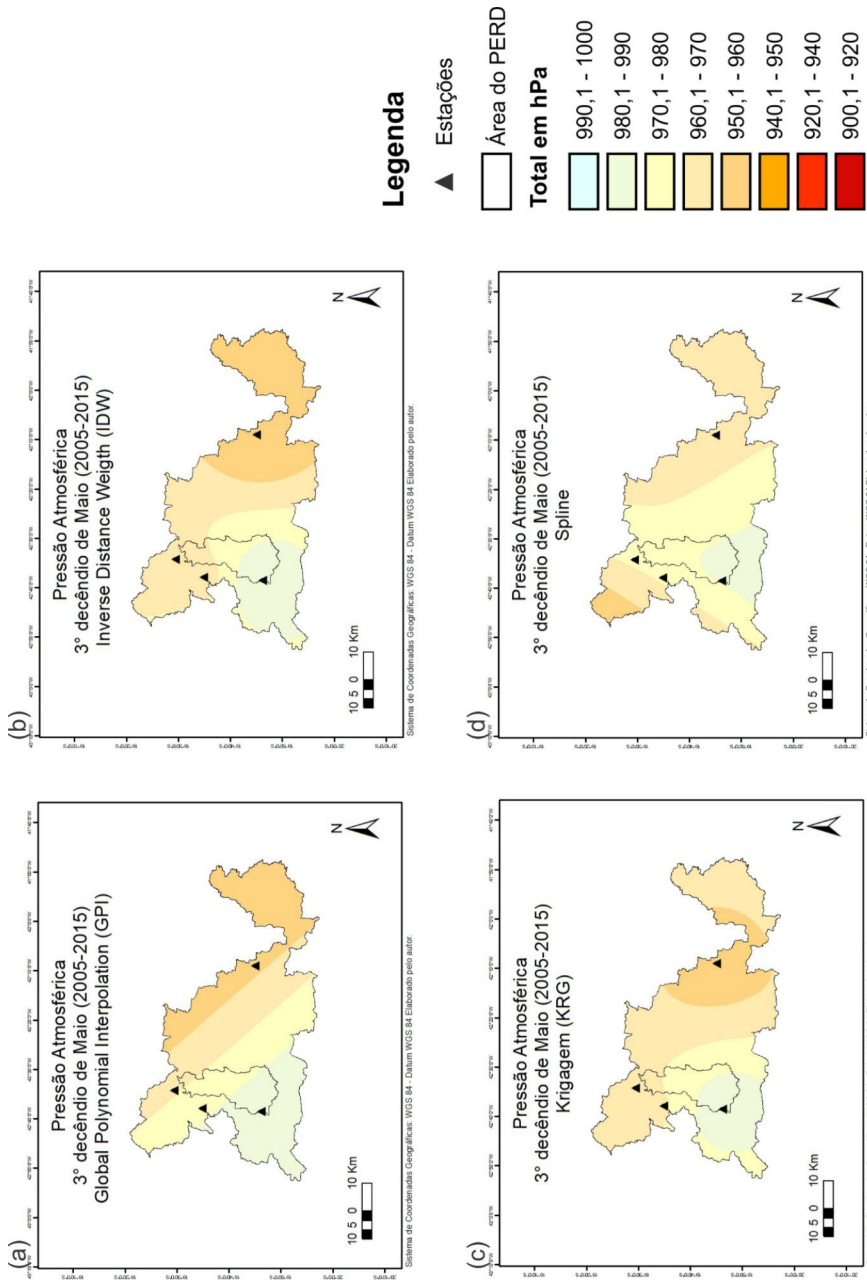 (a)
Pressão Atmosférica
3° decêndio de Maio (2005-2015)
Global Polynomial Interpolation (GPI)
N
10 5 0 10 Km
Sistema de Coordenadas Geográficas: WGS 84 - Datum WGS 84 Elaborado pelo autor.
(b)
Pressão Atmosférica
3° decêndio de Maio (2005-2015)
Inverse Distance Weigth (IDW)
N
10 5 0 10 Km
Sistema de Coordenadas Geográficas: WGS 84 - Datum WGS 84 Elaborado pelo autor.
(c)
Pressão Atmosférica
3° decêndio de Maio (2005-2015)
Krigagem (KRG)
N
10 5 0 10 Km
(d)
Pressão Atmosférica
3° decêndio de Maio (2005-2015)
Spline
N
10 5 0 10 Km
Legenda
Estações
Área do PERD
Total em hPa
990,1 - 1000
980,1 - 990
970,1 - 980
960,1 - 970
950,1 - 960
940,1 - 950
920,1 - 940
900,1 - 920